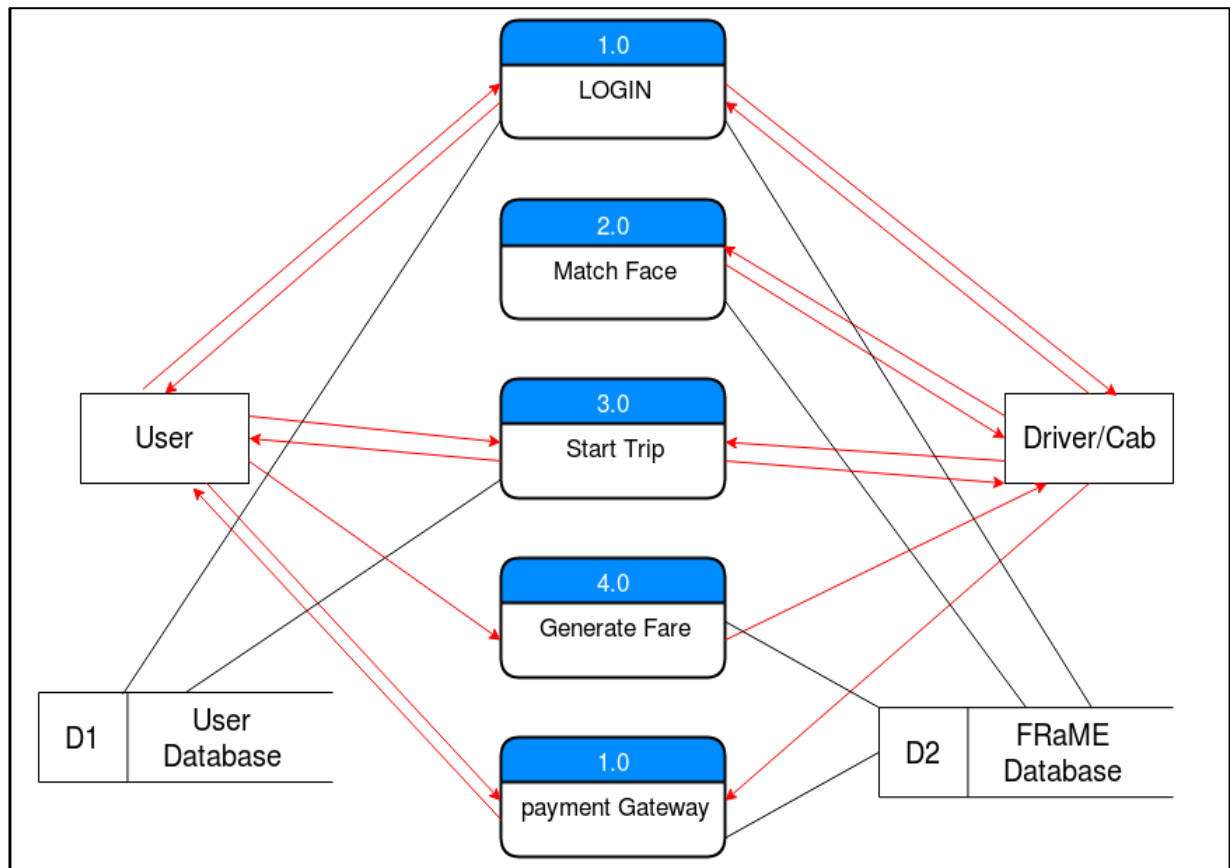 1.0
LOGIN
2.0
Match Face
3.0
Start Trip
User
Driver/Cab
4.0
Generate Fare
D1
User
Database
1.0
payment Gateway
D2
FRaME
Database